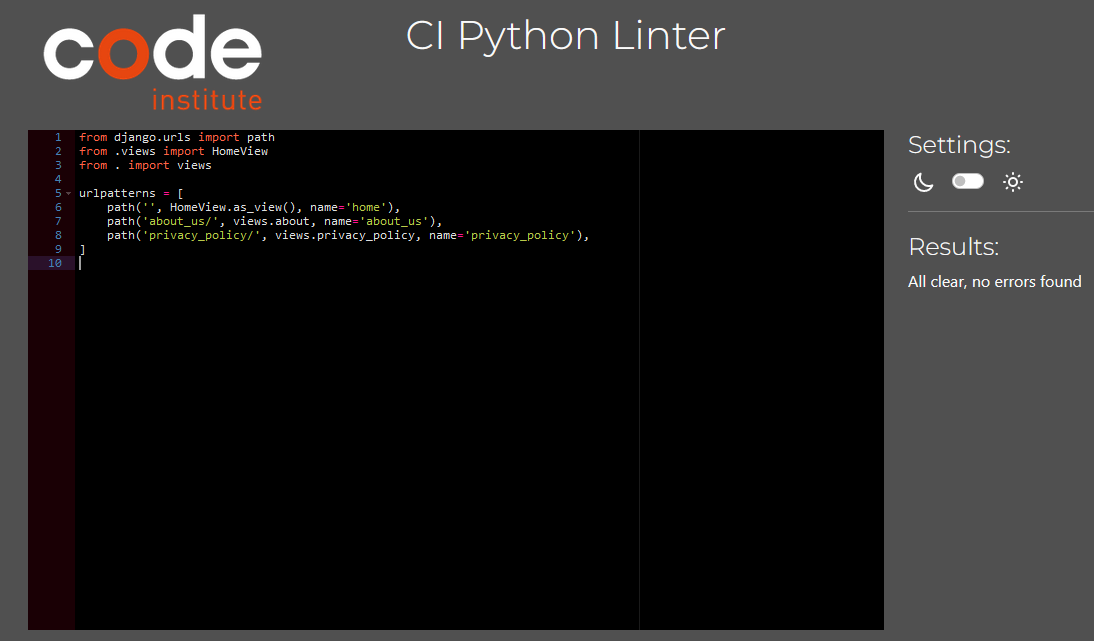 code
institute
CI Python Linter
1 from django.urls import path
2 from .views import HomeView
3 from . import views
4
5 urlpatterns = [
6     path('', HomeView.as_view(), name='home'),
7     path('about_us/', views.about, name='about_us'),
8     path('privacy_policy/', views.privacy_policy, name='privacy_policy'),
9 ]
10
Settings:
Results:
All clear, no errors found